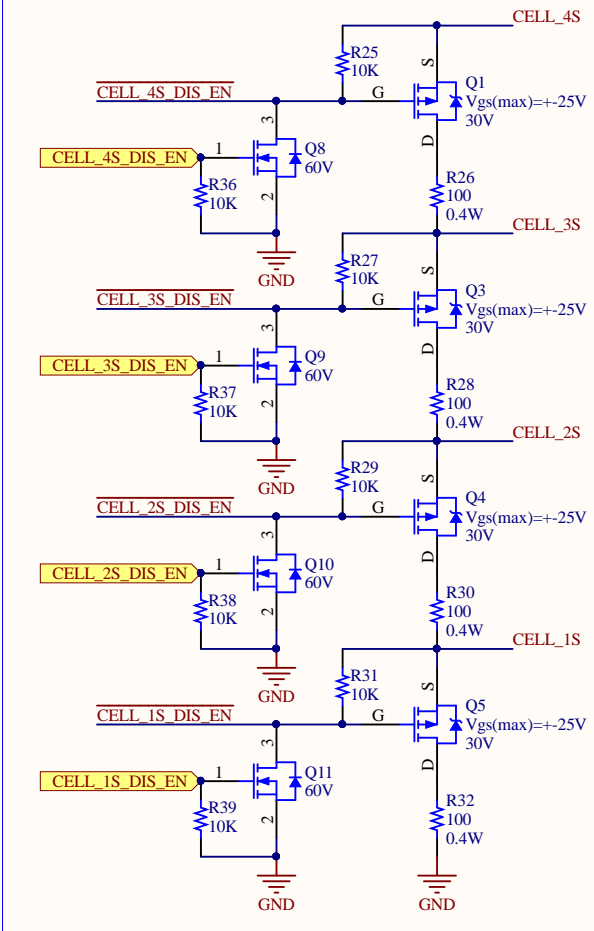 CELL_4S
R25
10K
S
Q1
Vgs(max)=+-25V
30V
CELL_4S_DIS_EN
G
3
D
CELL_4S_DIS_EN
1
Q8
60V
R36
10K
2
R26
100
0.4W
GND
CELL_3S
R27
10K
S
Q3
Vgs(max)=+-25V
30V
CELL_3S_DIS_EN
G
3
D
CELL_3S_DIS_EN
1
Q9
60V
R37
10K
2
R28
100
0.4W
GND
CELL_2S
R29
10K
S
Q4
Vgs(max)=+-25V
30V
CELL_2S_DIS_EN
G
3
D
CELL_2S_DIS_EN
1
Q10
60V
R38
10K
2
R30
100
0.4W
GND
CELL_1S
R31
10K
S
Q5
Vgs(max)=+-25V
30V
CELL_1S_DIS_EN
G
3
D
CELL_1S_DIS_EN
1
Q11
60V
R39
10K
2
R32
100
0.4W
GND
GND